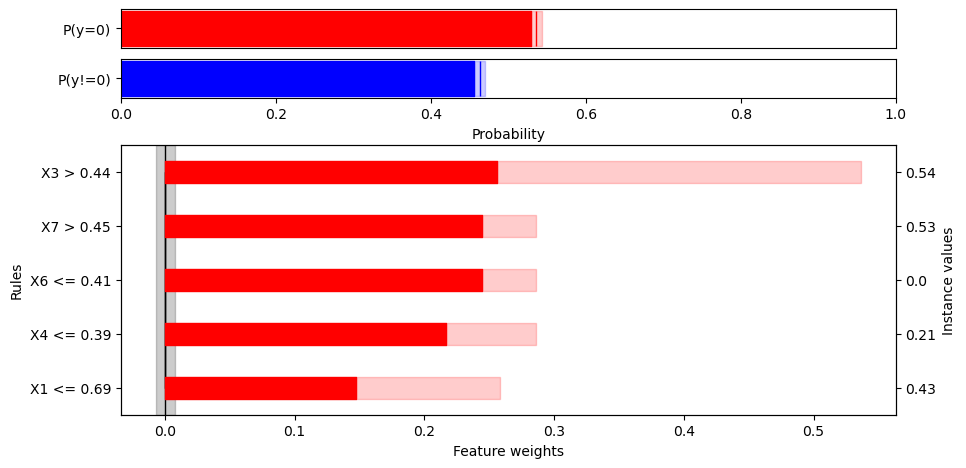 P(y=0)
P(y!=0)
0.0 0.2 0.4 0.6 0.8 1.0
Probability
X3 > 0.44 0.54
X7 > 0.45 0.53
X6 <= 0.41 0.0
X4 <= 0.39 0.21
X1 <= 0.69 0.43
Rules
Instance values
0.0 0.1 0.2 0.3 0.4 0.5
Feature weights